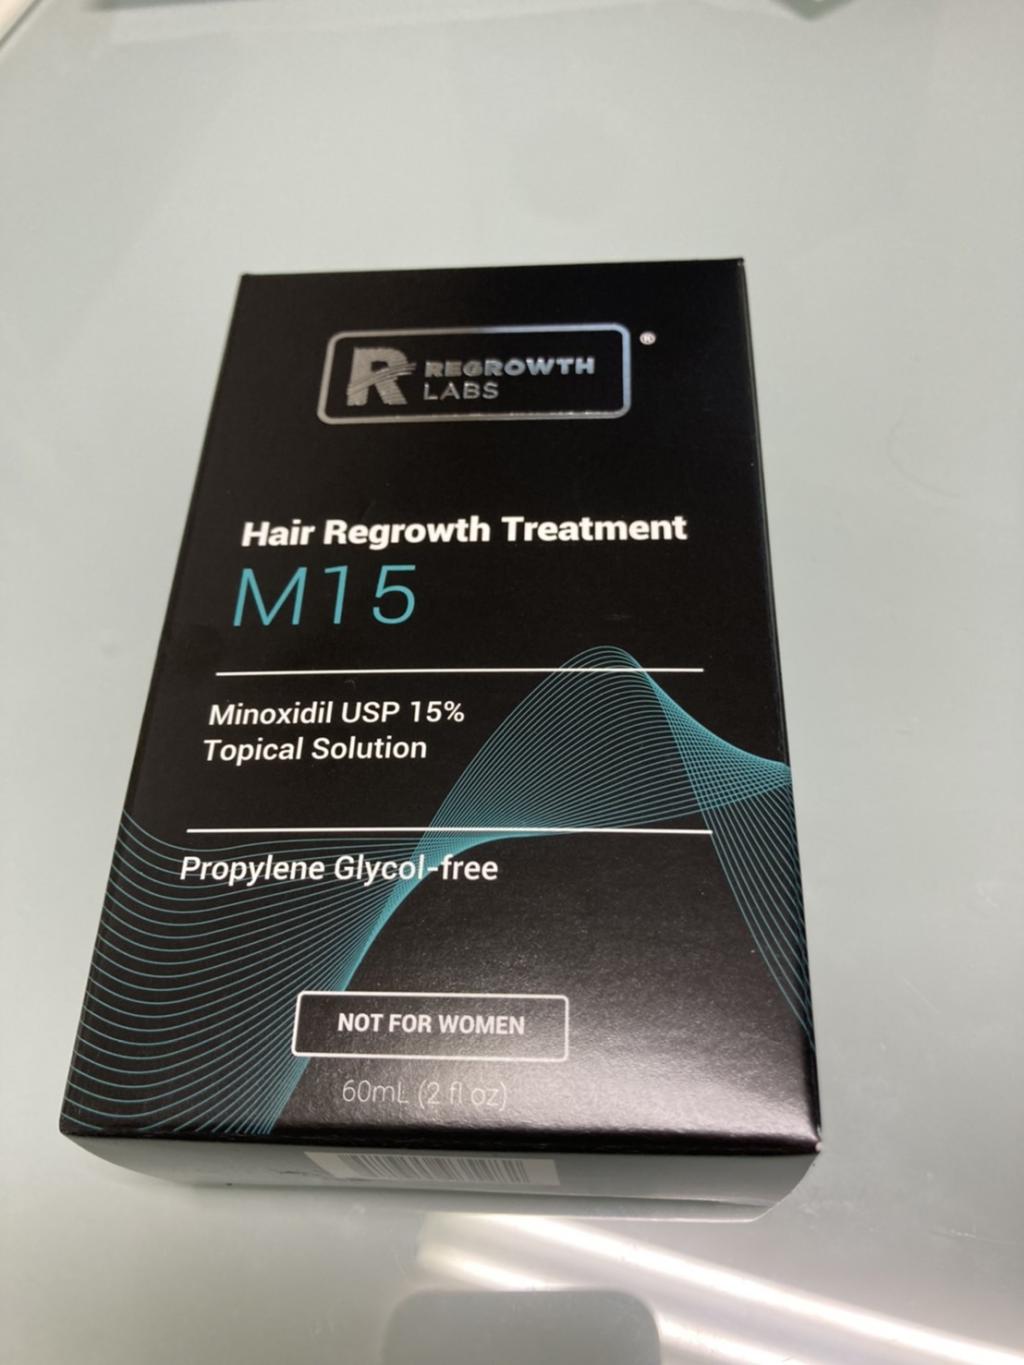 REGROWTH
LABS
®
Hair Regrowth Treatment
M15
Minoxidil USP 15%
Topical Solution
Propylene Glycol-free
NOT FOR WOMEN
60mL (2 fl oz)